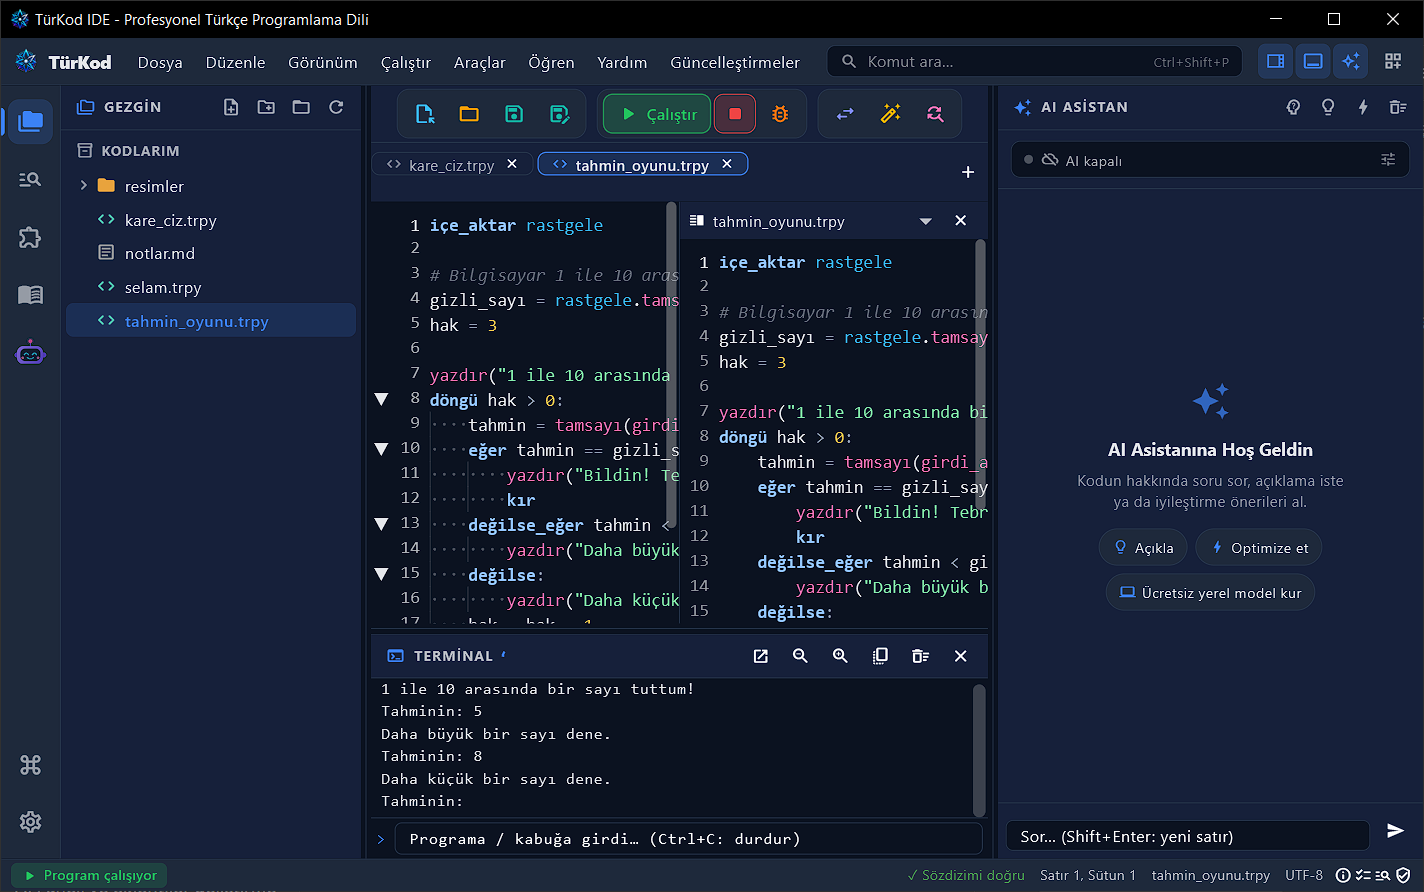 TürKod IDE - Profesyonel Türkçe Programlama Dili
TürKod Dosya Düzenle Görünüm Çalıştır Araçlar Öğren Yardım Güncelleştirmeler Komut ara... Ctrl+Shift+P
GEZGİN
KODLARIM
resimler
kare_ciz.trpy
notlar.md
selam.trpy
tahmin_oyunu.trpy
Çalıştır
kare_ciz.trpy
tahmin_oyunu.trpy
1 içe_aktar rastgele
2
3 # Bilgisayar 1 ile 10 aras
4 gizli_sayı = rastgele.tams
5 hak = 3
6
7 yazdır("1 ile 10 arasında
8 döngü hak > 0:
9 ····tahmin = tamsayı(girdi
10 ····eğer tahmin == gizli_s
11 ········yazdır("Bildin! Te
12 ········kır
13 ····değilse_eğer tahmin <
14 ········yazdır("Daha büyük
15 ····değilse:
16 ········yazdır("Daha küçük
17
tahmin_oyunu.trpy
1 içe_aktar rastgele
2
3 # Bilgisayar 1 ile 10 arasın
4 gizli_sayı = rastgele.tamsay
5 hak = 3
6
7 yazdır("1 ile 10 arasında bi
8 döngü hak > 0:
9 tahmin = tamsayı(girdi_a
10 eğer tahmin == gizli_say
11 yazdır("Bildin! Tebr
12 kır
13 değilse_eğer tahmin < gi
14 yazdır("Daha büyük b
15 değilse:
TERMİNAL
1 ile 10 arasında bir sayı tuttum!
Tahminin: 5
Daha büyük bir sayı dene.
Tahminin: 8
Daha küçük bir sayı dene.
Tahminin:
> Programa / kabuğa girdi… (Ctrl+C: durdur)
AI ASİSTAN
AI kapalı
AI Asistanına Hoş Geldin
Kodun hakkında soru sor, açıklama iste
ya da iyileştirme önerileri al.
Açıkla
Optimize et
Ücretsiz yerel model kur
Sor... (Shift+Enter: yeni satır)
Program çalışıyor
✓ Sözdizimi doğru Satır 1, Sütun 1 tahmin_oyunu.trpy UTF-8